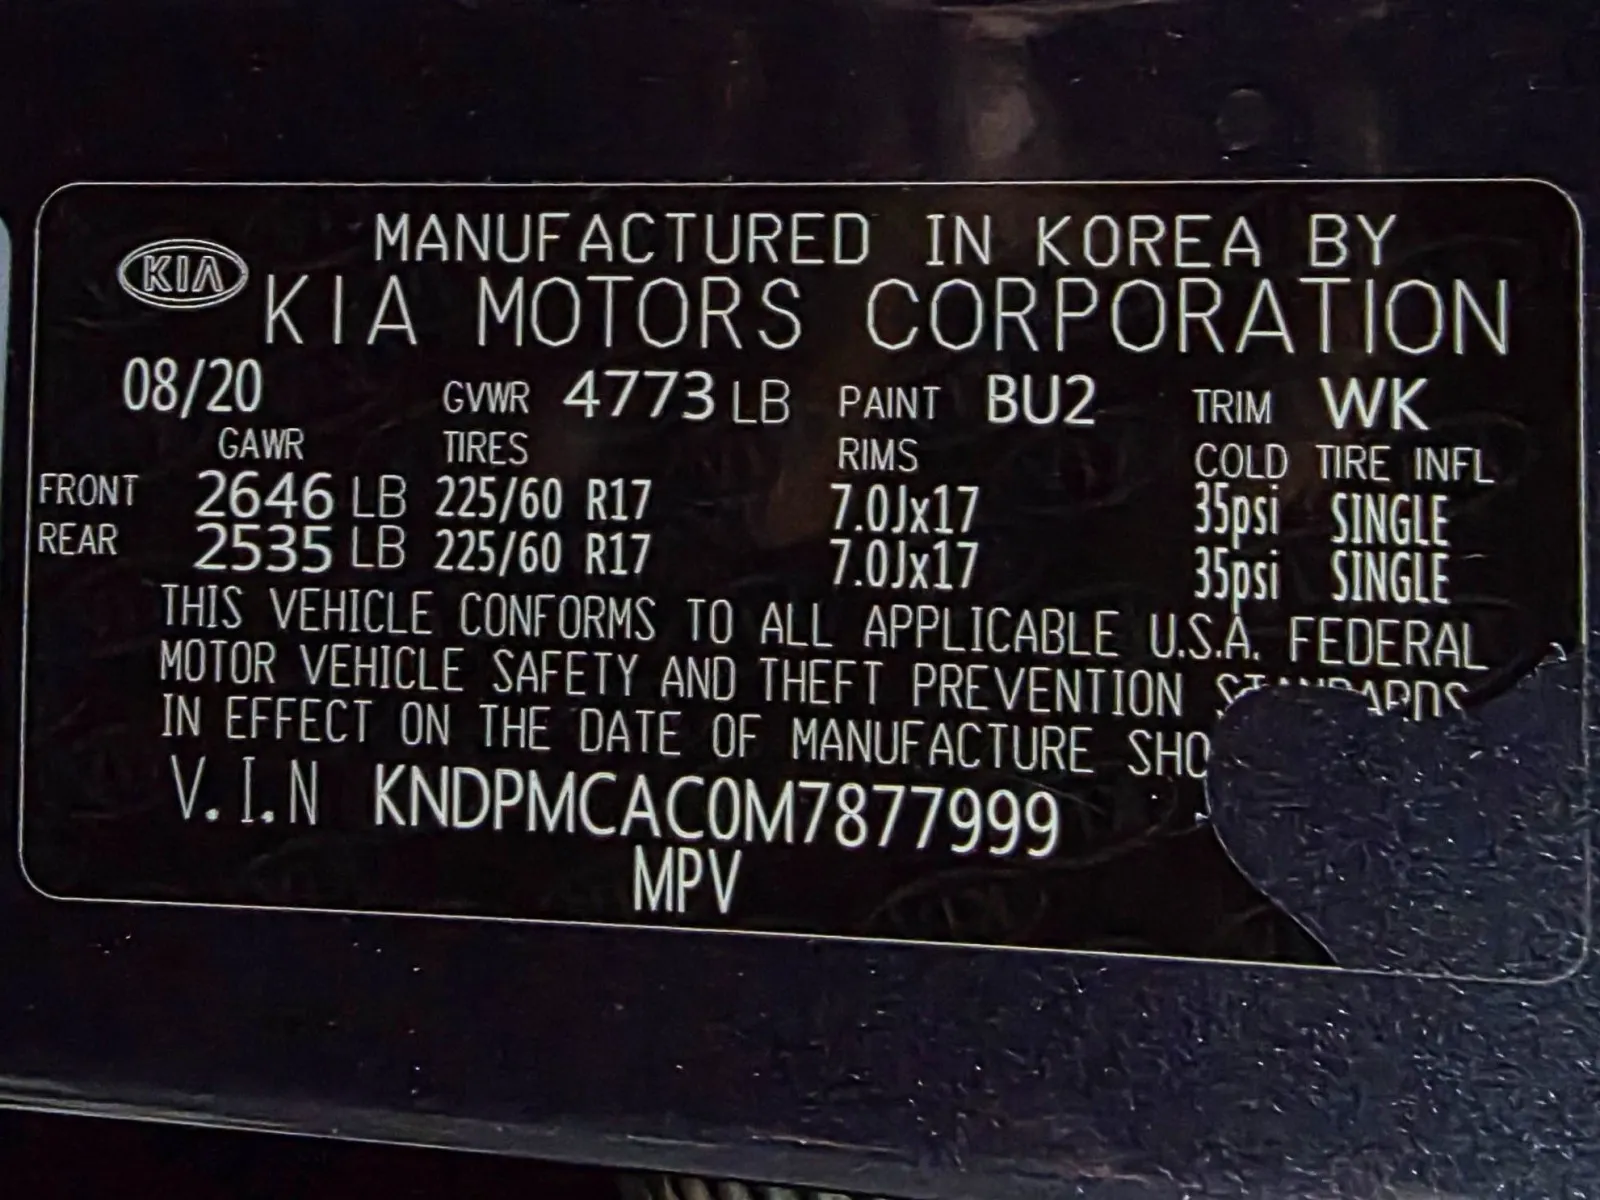 MANUFACTURED IN KOREA BY
KIA KIA MOTORS CORPORATION
08/20 GVWR 4773 LB PAINT BU2 TRIM WK
GAWR TIRES RIMS COLD TIRE INFL
FRONT 2646 LB 225/60 R17 7.0Jx17 35psi SINGLE
REAR 2535 LB 225/60 R17 7.0Jx17 35psi SINGLE
THIS VEHICLE CONFORMS TO ALL APPLICABLE U.S.A. FEDERAL
MOTOR VEHICLE SAFETY AND THEFT PREVENTION STANDARDS
IN EFFECT ON THE DATE OF MANUFACTURE SHO
V.I.N KNDPMCAC0M7877999
MPV